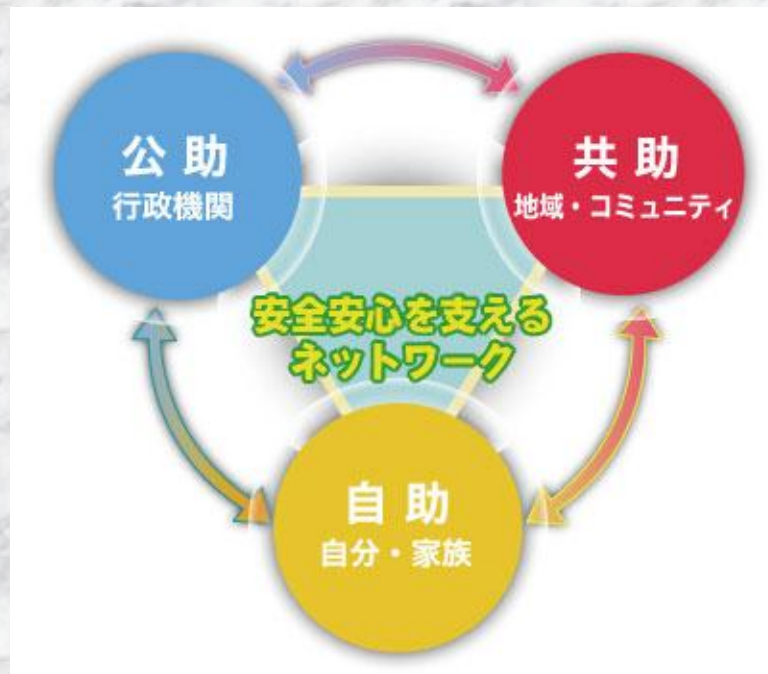 公助
行政機関
共助
地域・コミュニティ
安全安心を支える
ネットワーク
自助
自分・家族